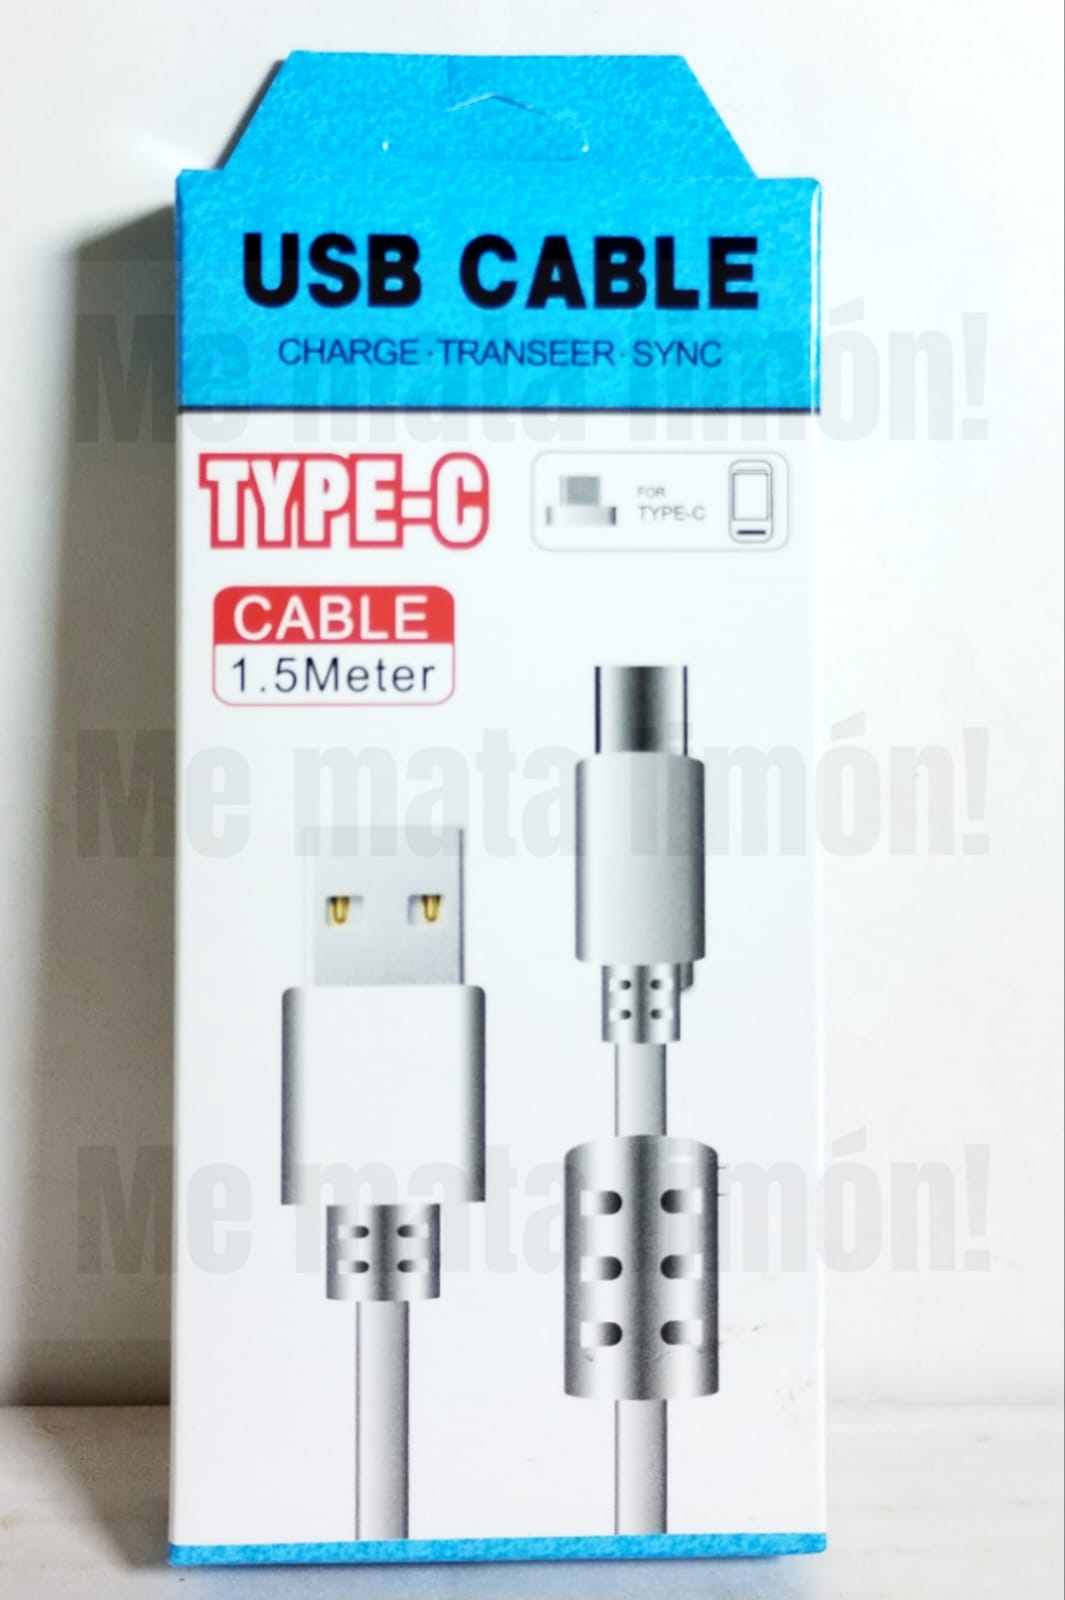 USB CABLE
CHARGE·TRANSEER·SYNC
Me mata limón!
TYPE-C
FOR
TYPE-C
CABLE
1.5Meter
Me mata limón!
Me mata limón!